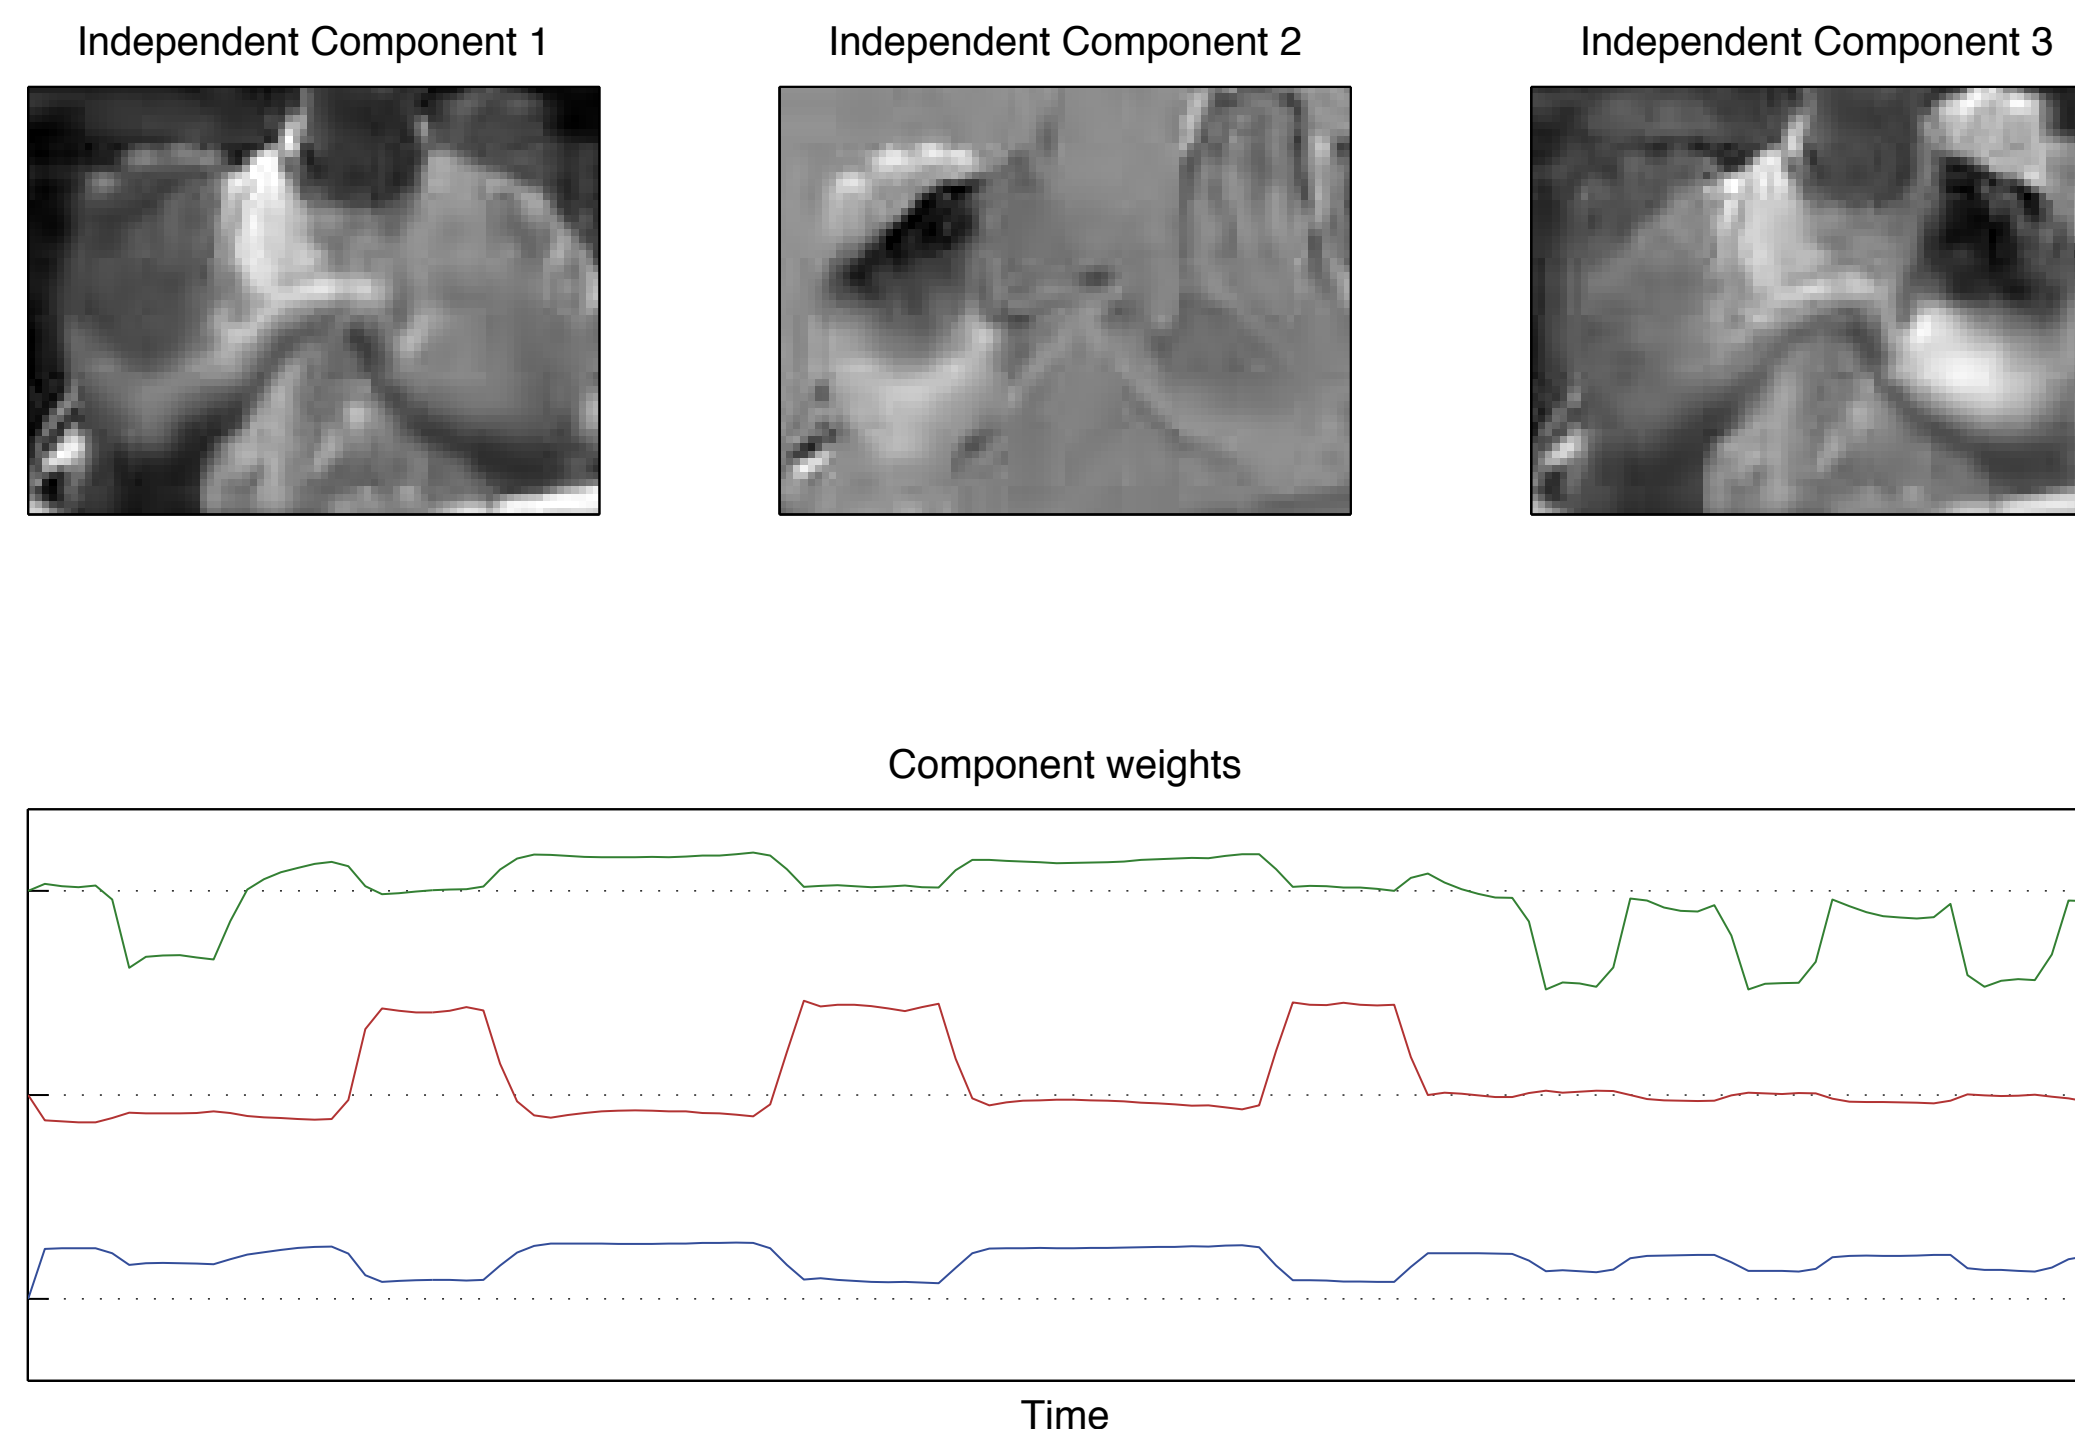 Independent Component 1
Independent Component 2
Independent Component 3
Component weights
Time